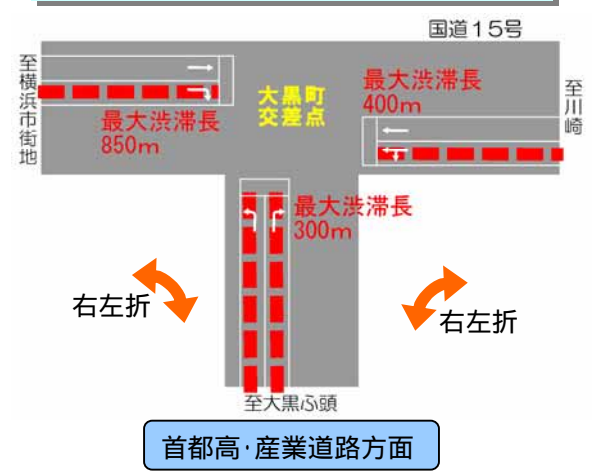 国道15号
至横浜市街地
最大渋滞長
850m
大黒町
交差点
最大渋滞長
400m
至川崎
最大渋滞長
300m
右左折
右左折
至大黒ふ頭
首都高・産業道路方面